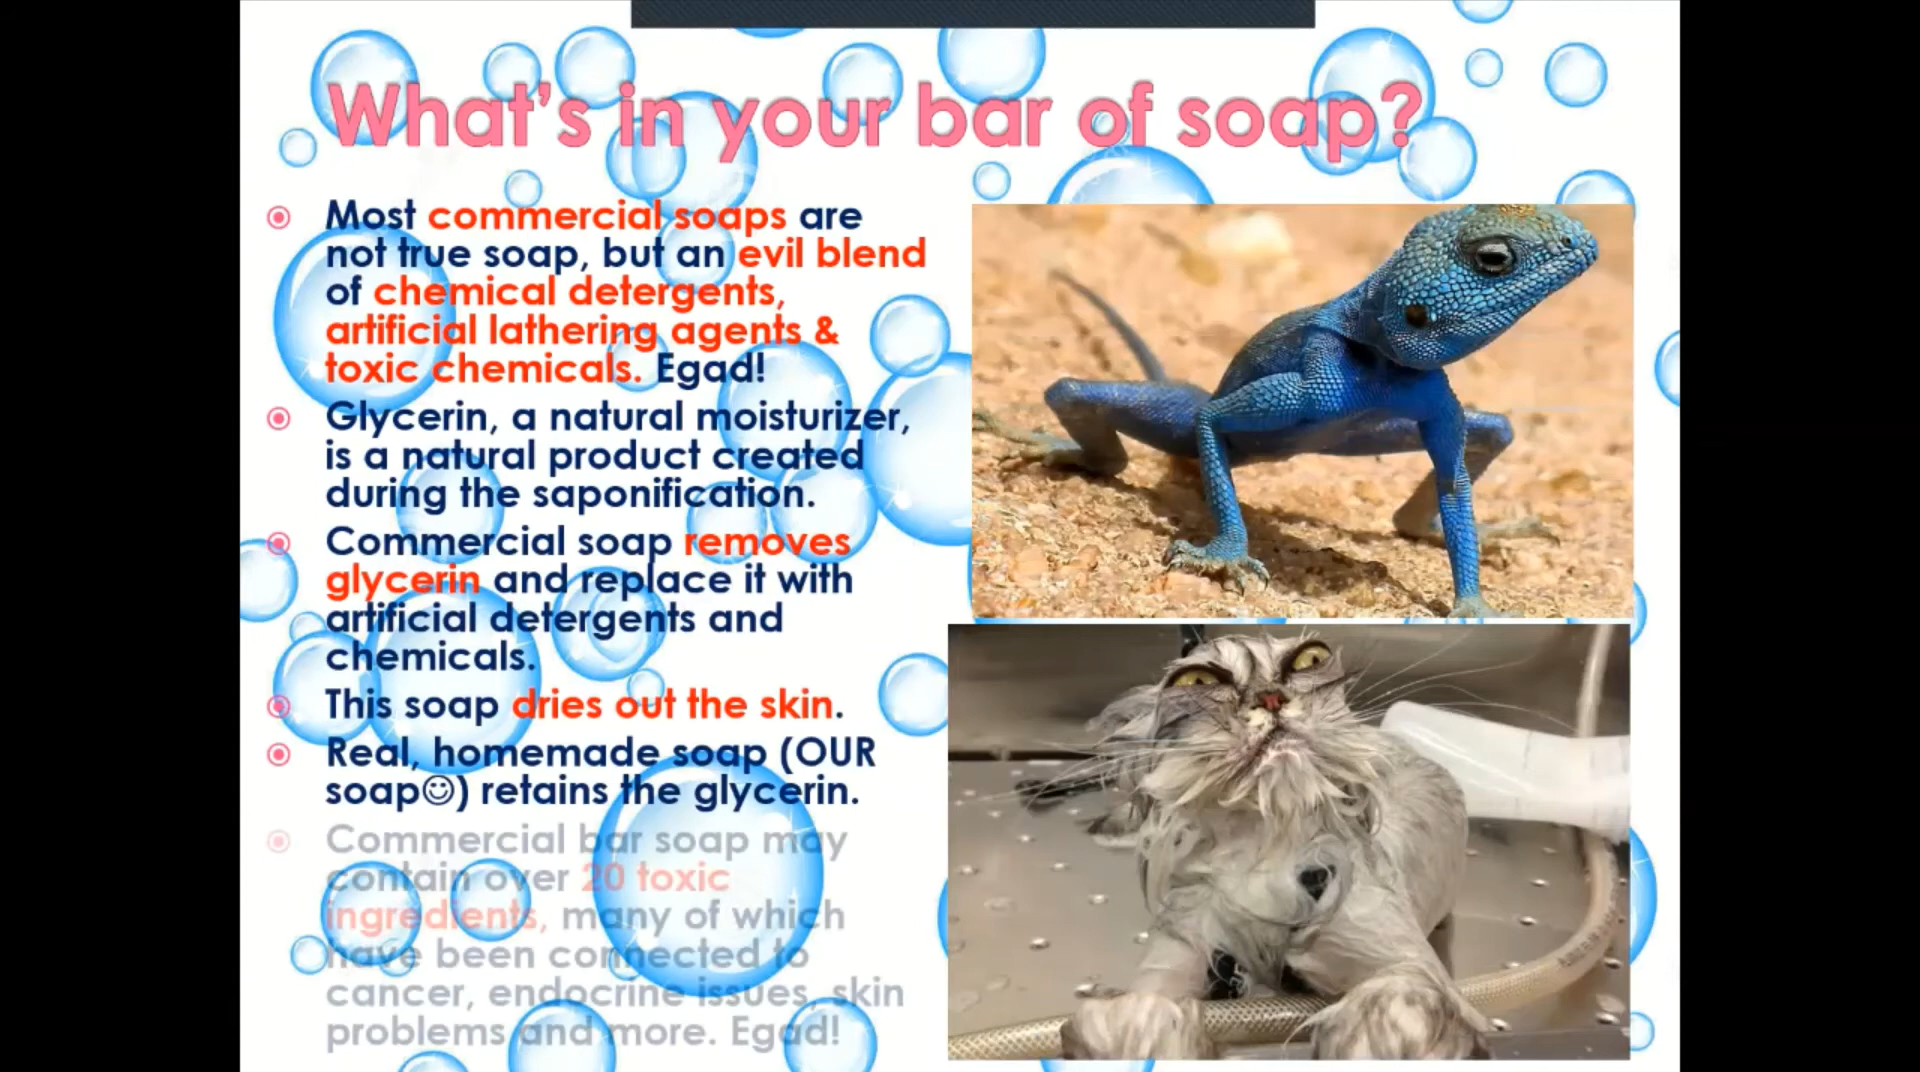 What's in your bar of soap?
Most commercial soaps are
not true soap, but an evil blend
of chemical detergents,
artificial lathering agents &
toxic chemicals. Egad!
Glycerin, a natural moisturizer,
is a natural product created
during the saponification.
Commercial soap removes
glycerin and replace it with
artificial detergents and
chemicals.
This soap dries out the skin.
Real, homemade soap (OUR
soap☺) retains the glycerin.
Commercial bar soap may
contain over 20 toxic
ingredients, many of which
have been connected to
cancer, endocrine issues, skin
problems and more. Egad!